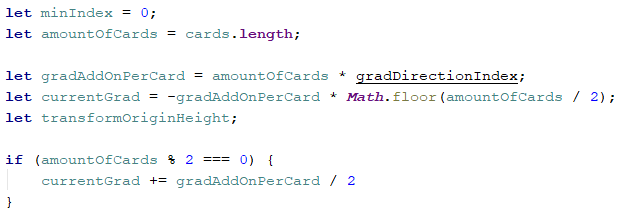 let minIndex = 0;
let amountOfCards = cards.length;
let gradAddOnPerCard = amountOfCards * gradDirectionIndex;
let currentGrad = -gradAddOnPerCard * Math.floor(amountOfCards / 2);
let transformOriginHeight;
if (amountOfCards % 2 === 0) {
    currentGrad += gradAddOnPerCard / 2
}